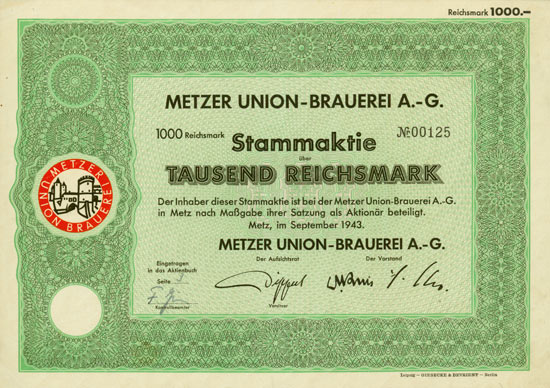 Reichsmark 1000.—
METZER UNION-BRAUEREI A.-G.
1000 Reichsmark Stammaktie № 00125
über
TAUSEND REICHSMARK
Der Inhaber dieser Stammaktie ist bei der Metzer Union-Brauerei A.-G.
in Metz nach Maßgabe ihrer Satzung als Aktionär beteiligt.
Metz, im September 1943.
METZER UNION-BRAUEREI A.-G.
Der Aufsichtsrat Der Vorstand
Eingetragen
in das Aktienbuch
Seite
Dippel
Vorsitzer
Kontrollbeamter
METZER
UNION BRAUEREI
Leipzig — GIESECKE & DEVRIENT — Berlin